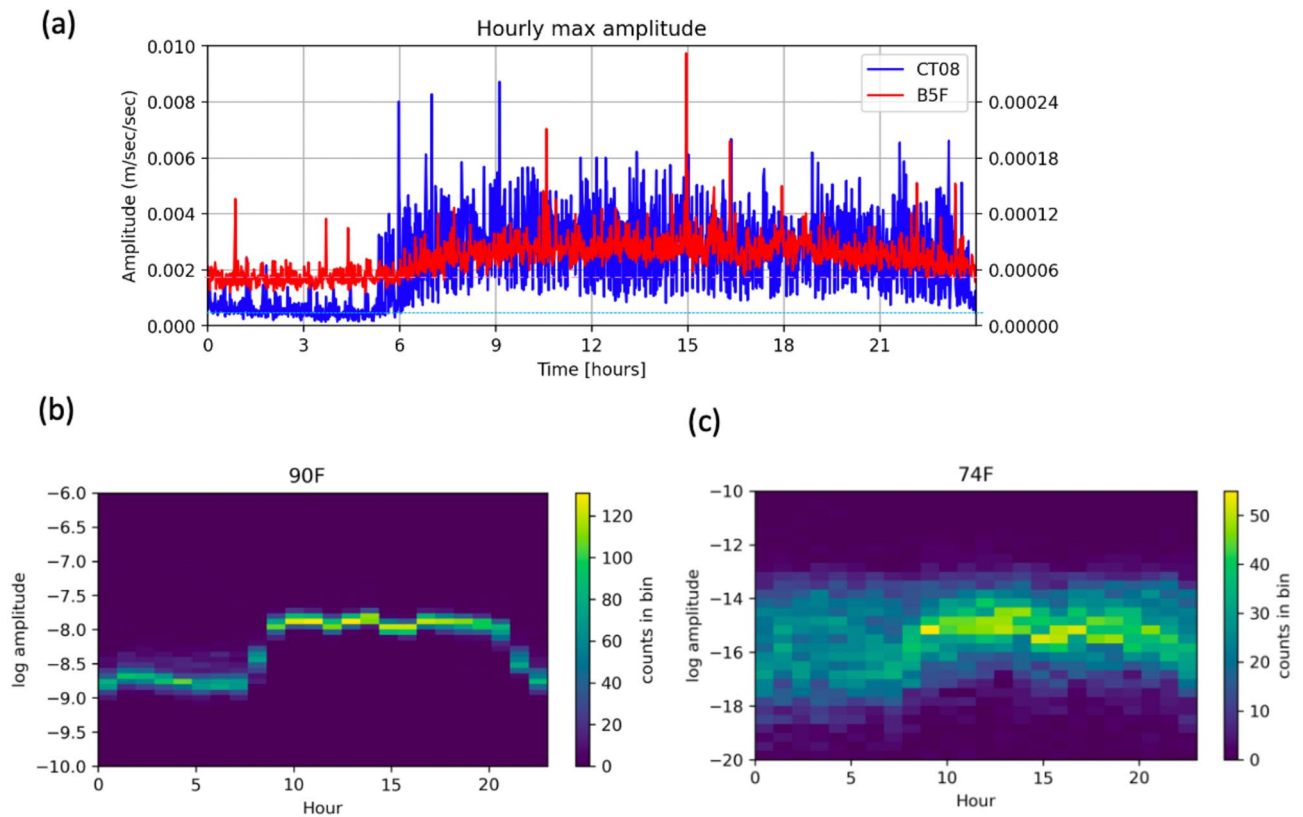 (a)
Hourly max amplitude
0.010
0.008
0.006
0.004
0.002
0.000
Amplitude (m/sec/sec)
CT08
B5F
0.00024
0.00018
0.00012
0.00006
0.00000
0 3 6 9 12 15 18 21
Time [hours]
(b)
90F
−6.0
−6.5
−7.0
−7.5
−8.0
−8.5
−9.0
−9.5
−10.0
log amplitude
0 5 10 15 20
Hour
120
100
80
60
40
20
0
counts in bin
(c)
74F
−10
−12
−14
−16
−18
−20
log amplitude
0 5 10 15 20
Hour
50
40
30
20
10
0
counts in bin